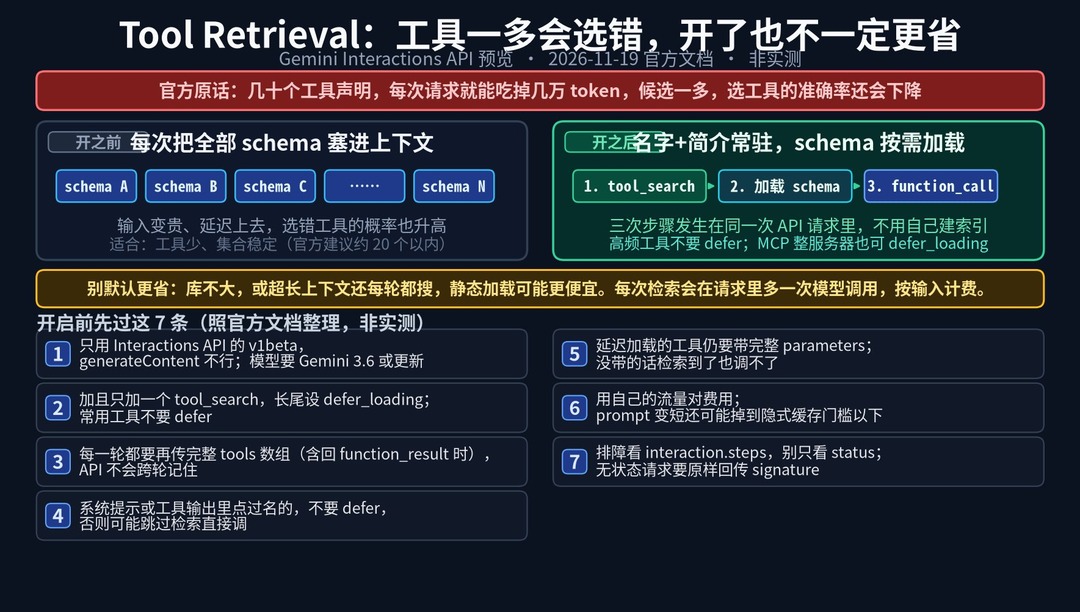 Tool Retrieval：工具一多会选错，开了也不一定更省
Gemini Interactions API 预览 · 2026-11-19 官方文档 · 非实测
官方原话：几十个工具声明，每次请求就能吃掉几万 token，候选一多，选工具的准确率还会下降
开之前
每次把全部 schema 塞进上下文
schema A
schema B
schema C
……
schema N
输入变贵、延迟上去，选错工具的概率也升高
适合：工具少、集合稳定（官方建议约 20 个以内）
开之后
名字+简介常驻，schema 按需加载
1. tool_search
2. 加载 schema
3. function_call
三次步骤发生在同一次 API 请求里，不用自己建索引
高频工具不要 defer；MCP 整服务器也可 defer_loading
别默认更省：库不大，或超长上下文还每轮都搜，静态加载可能更便宜。每次检索会在请求里多一次模型调用，按输入计费。
开启前先过这 7 条（照官方文档整理，非实测）
1
只用 Interactions API 的 v1beta，
generateContent 不行；模型要 Gemini 3.6 或更新
2
加且只加一个 tool_search，长尾设 defer_loading；
常用工具不要 defer
3
每一轮都要再传完整 tools 数组（含回 function_result 时），
API 不会跨轮记住
4
系统提示或工具输出里点过名的，不要 defer，
否则可能跳过检索直接调
5
延迟加载的工具仍要带完整 parameters；
没带的话检索到了也调不了
6
用自己的流量对费用；
prompt 变短还可能掉到隐式缓存门槛以下
7
排障看 interaction.steps，别只看 status；
无状态请求要原样回传 signature